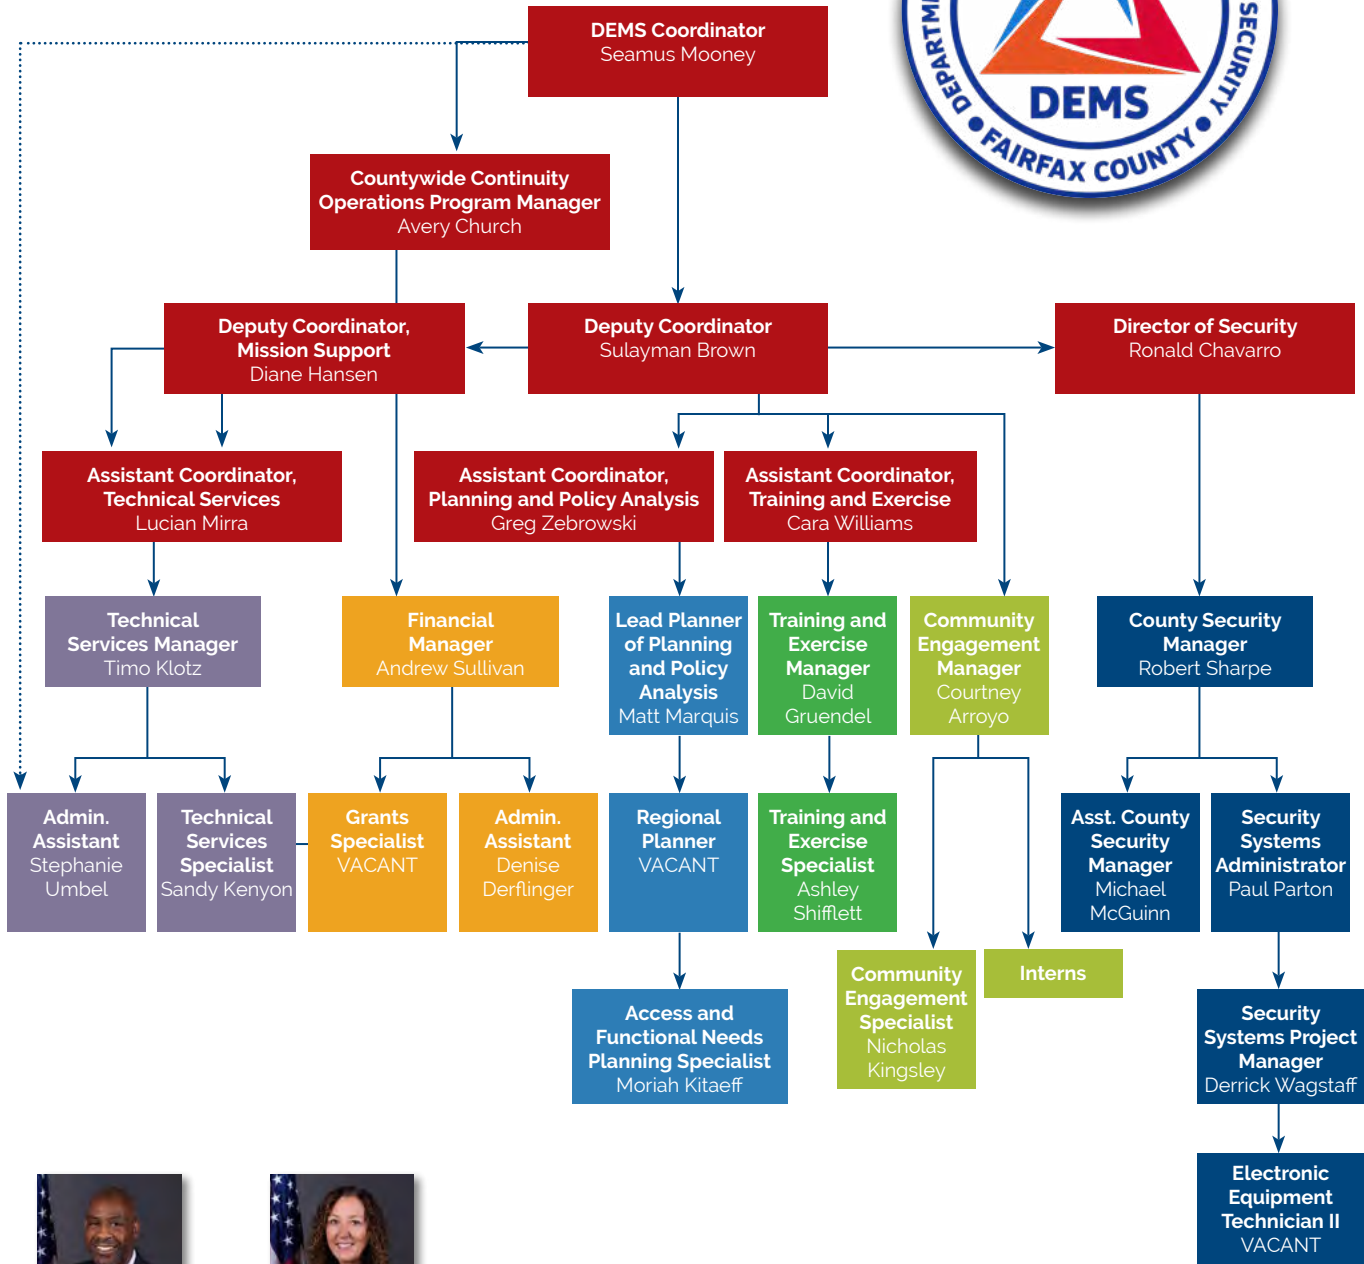 DEMS Coordinator
Seamus Mooney
SECURITY
DEMS
FAIRFAX COUNTY
Countywide Continuity
Operations Program Manager
Avery Church
Deputy Coordinator,
Mission Support
Diane Hansen
Deputy Coordinator
Sulayman Brown
Director of Security
Ronald Chavarro
Assistant Coordinator,
Technical Services
Lucian Mirra
Assistant Coordinator,
Planning and Policy Analysis
Greg Zebrowski
Assistant Coordinator,
Training and Exercise
Cara Williams
Technical
Services Manager
Timo Klotz
Financial
Manager
Andrew Sullivan
Lead Planner
of Planning
and Policy
Analysis
Matt Marquis
Training and
Exercise
Manager
David
Gruendel
Community
Engagement
Manager
Courtney
Arroyo
County Security
Manager
Robert Sharpe
Admin.
Assistant
Stephanie
Umbel
Technical
Services
Specialist
Sandy Kenyon
Grants
Specialist
VACANT
Admin.
Assistant
Denise
Derflinger
Regional
Planner
VACANT
Training and
Exercise
Specialist
Ashley
Shifflett
Asst. County
Security
Manager
Michael
McGuinn
Security
Systems
Administrator
Paul Parton
Community
Engagement
Specialist
Nicholas
Kingsley
Interns
Access and
Functional Needs
Planning Specialist
Moriah Kitaeff
Security
Systems Project
Manager
Derrick Wagstaff
Electronic
Equipment
Technician II
VACANT